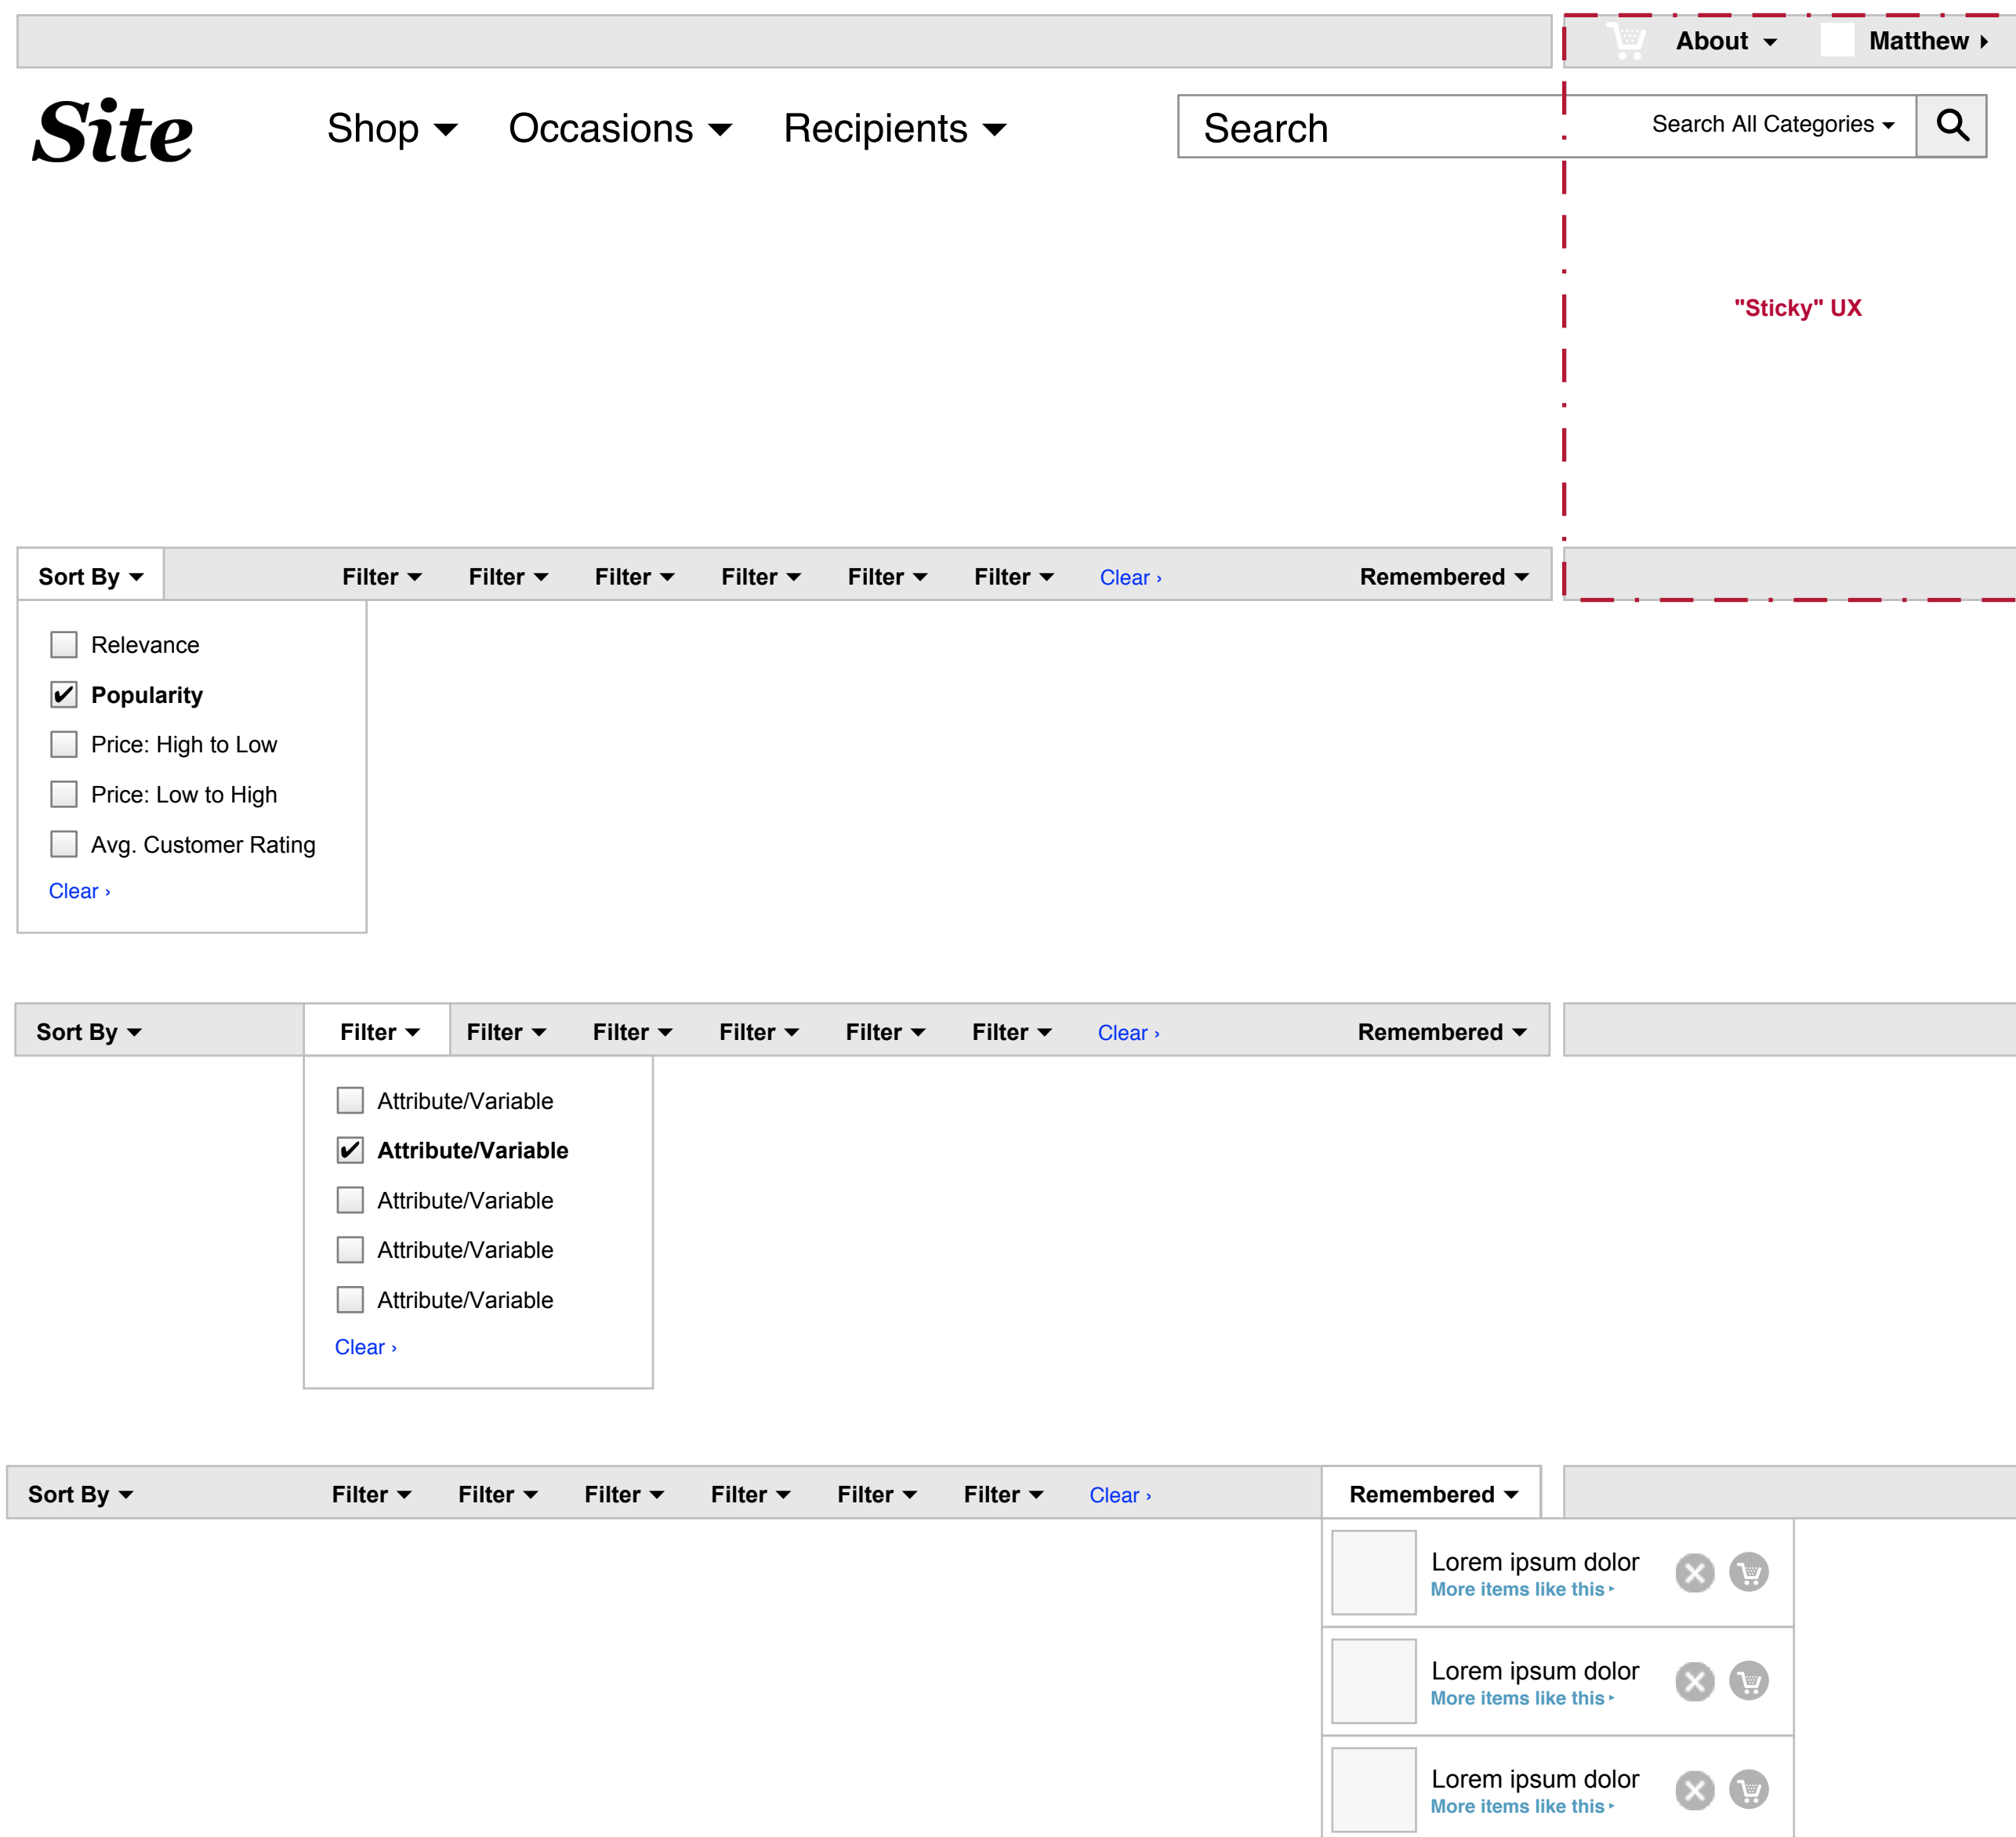 About Matthew
Site Shop Occasions Recipients Search Search All Categories
"Sticky" UX
Sort By Filter Filter Filter Filter Filter Filter Clear › Remembered
Relevance
✔ Popularity
Price: High to Low
Price: Low to High
Avg. Customer Rating
Clear ›
Sort By Filter Filter Filter Filter Filter Filter Clear › Remembered
Attribute/Variable
✔ Attribute/Variable
Attribute/Variable
Attribute/Variable
Attribute/Variable
Clear ›
Sort By Filter Filter Filter Filter Filter Filter Clear › Remembered
Lorem ipsum dolor
More items like this
Lorem ipsum dolor
More items like this
Lorem ipsum dolor
More items like this